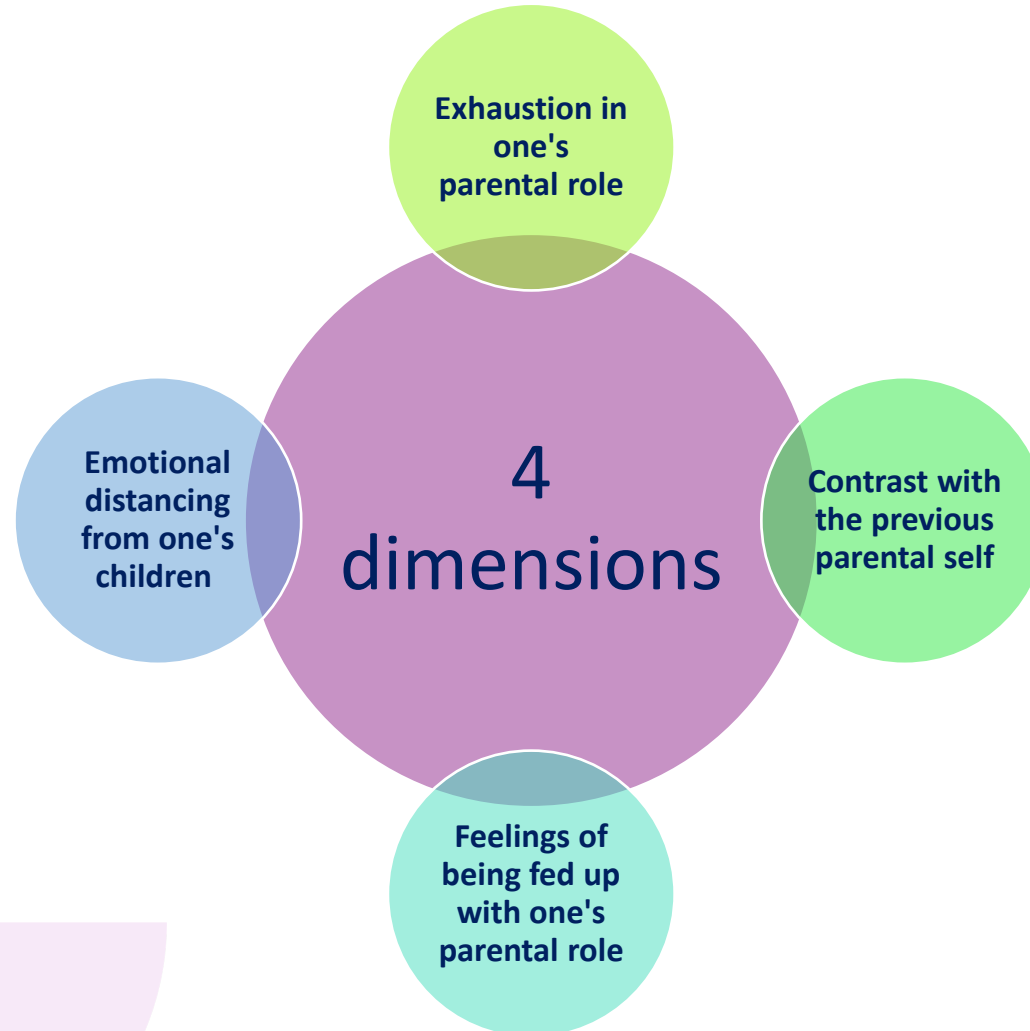 Exhaustion in
one's
parental role
Emotional
distancing
from one's
children
4
dimensions
Contrast with
the previous
parental self
Feelings of
being fed up
with one's
parental role